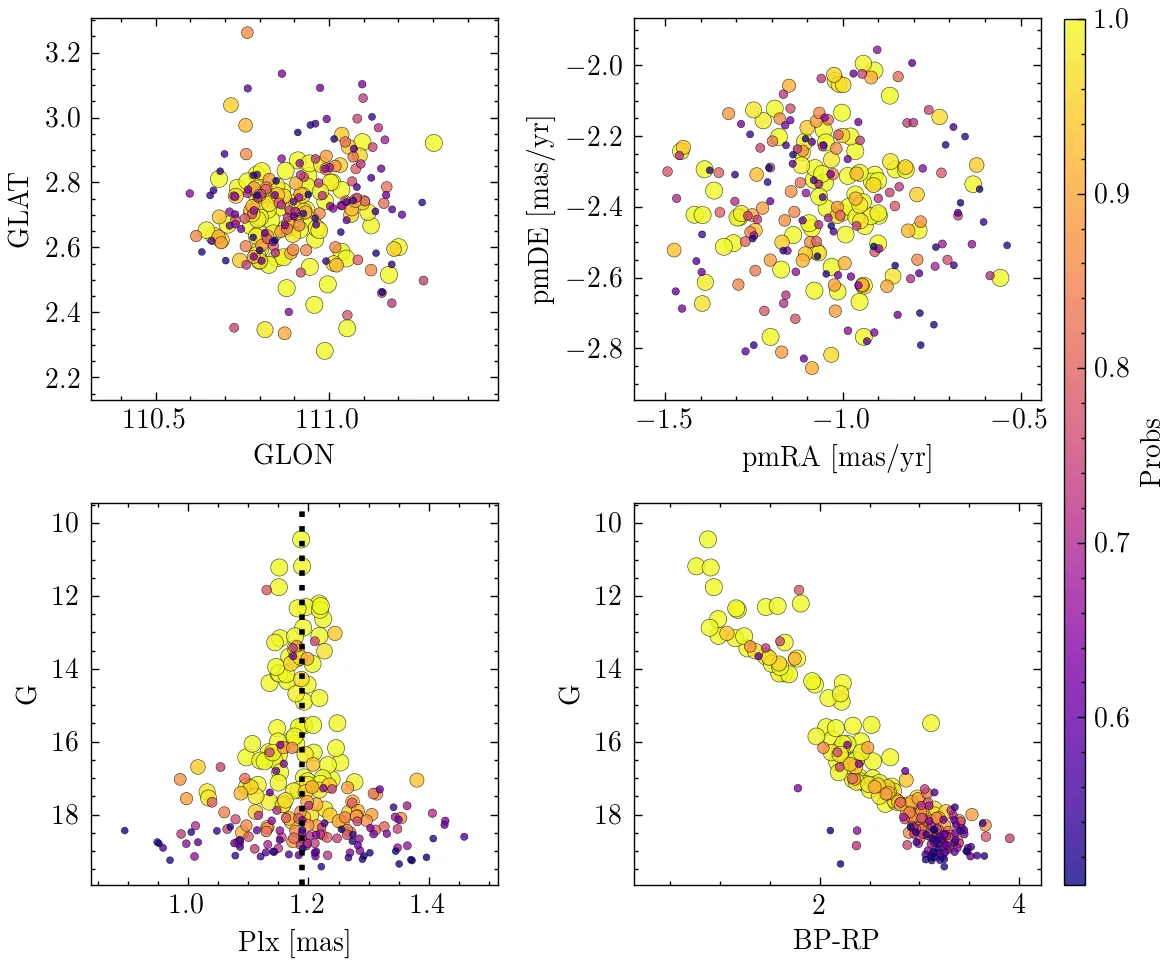 3.2
3.0
2.8
2.6
2.4
2.2
GLAT
110.5 111.0
GLON
−2.0
−2.2
−2.4
−2.6
−2.8
pmDE [mas/yr]
−1.5 −1.0 −0.5
pmRA [mas/yr]
10
12
14
16
18
G
1.0 1.2 1.4
Plx [mas]
10
12
14
16
18
G
2 4
BP-RP
1.0
0.9
0.8
0.7
0.6
Probs